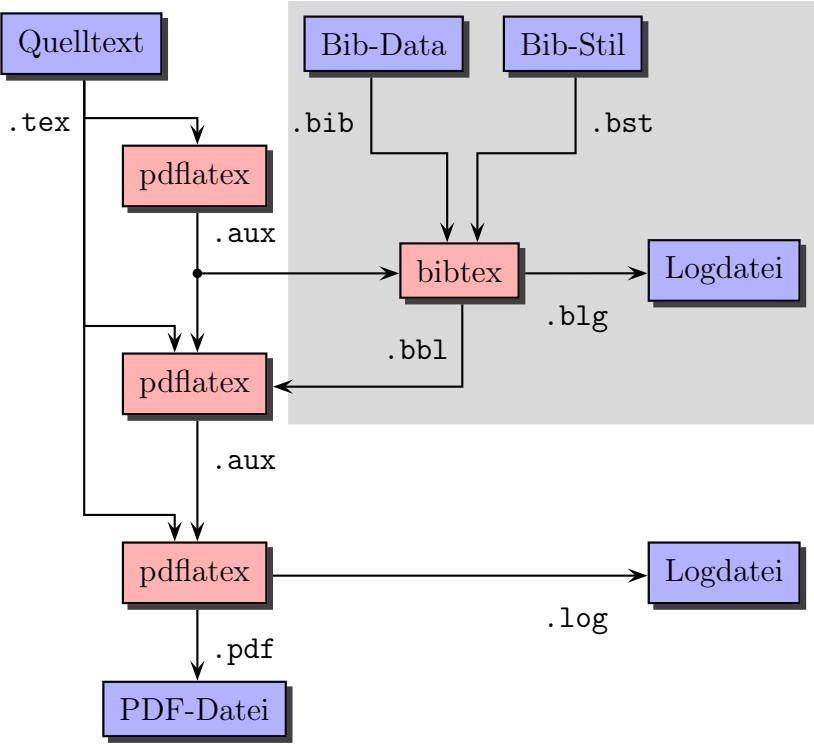 Quelltext
Bib-Data
Bib-Stil
.tex
.bib
.bst
pdflatex
.aux
bibtex
Logdatei
.blg
.bbl
pdflatex
.aux
pdflatex
Logdatei
.log
.pdf
PDF-Datei